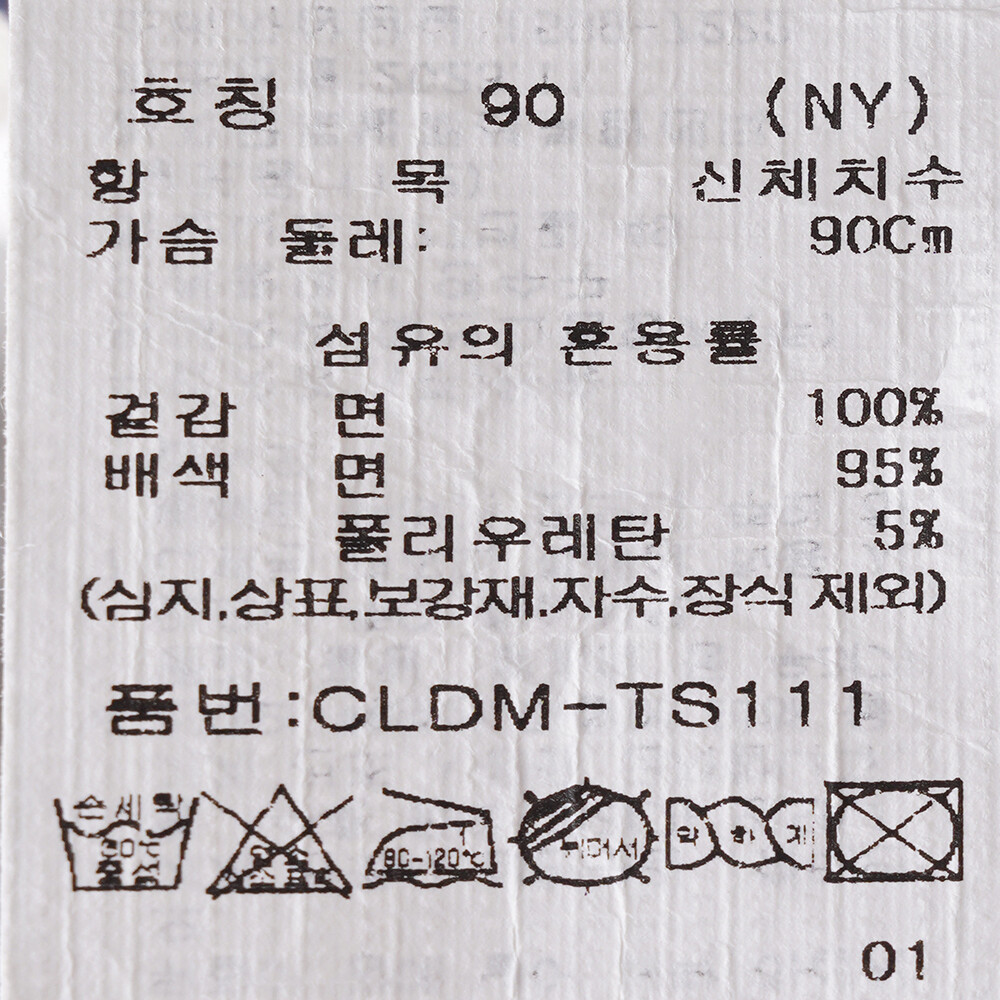 호칭 90 (NY)
항 목 신체치수
가슴 둘레: 90Cm
섬유의 혼용률
겉감 면 100%
배색 면 95%
폴리우레탄 5%
(심지,상표,보강재,자수,장식 제외)
품번:CLDM-TS111
손세탁 80-120℃ 뉘어서 약하게
30℃ 중성
01